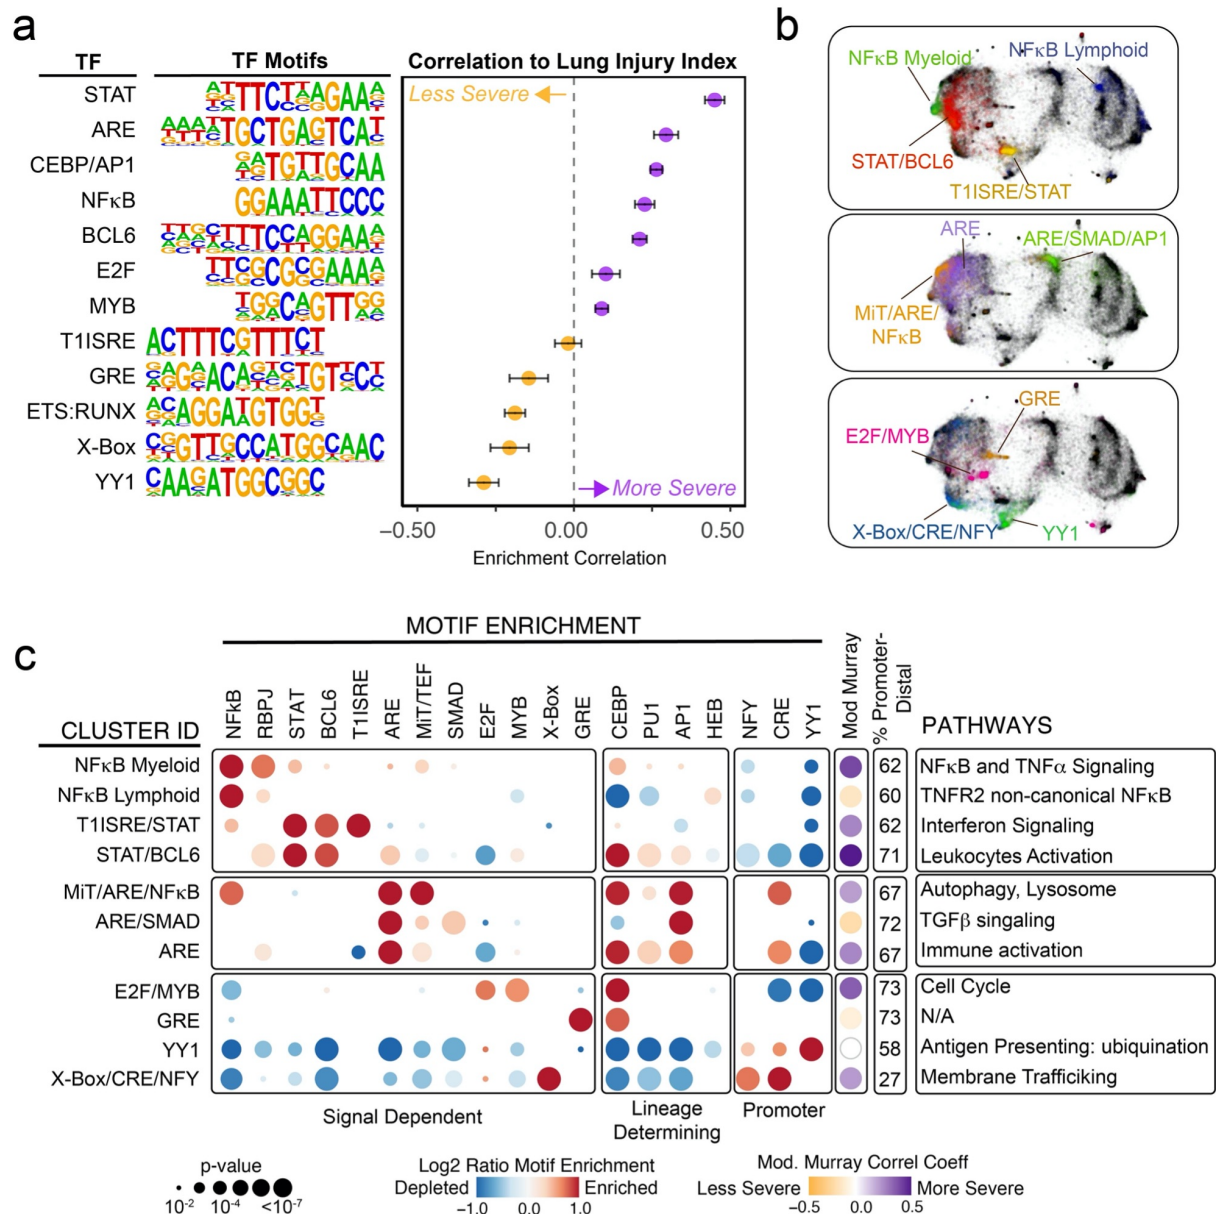 a
TF
TF Motifs
Correlation to Lung Injury Index
Less Severe
STAT
ARE
CEBP/AP1
NFκB
GGAAATTCCC
BCL6
E2F
MYB
T1ISRE
GRE
ETS:RUNX
X-Box
YY1
More Severe
−0.50
0.00
0.50
Enrichment Correlation
b
NFκB Myeloid
NFκB Lymphoid
STAT/BCL6
T1ISRE/STAT
ARE
ARE/SMAD/AP1
MiT/ARE/
NFκB
GRE
E2F/MYB
X-Box/CRE/NFY
YY1
c
MOTIF ENRICHMENT
CLUSTER ID
NFkB
RBPJ
STAT
BCL6
T1ISRE
ARE
MiT/TEF
SMAD
E2F
MYB
X-Box
GRE
CEBP
PU1
AP1
HEB
NFY
CRE
YY1
Mod Murray
% Promoter-
Distal
PATHWAYS
NFκB Myeloid 62 NFκB and TNFα Signaling
NFκB Lymphoid 60 TNFR2 non-canonical NFκB
T1ISRE/STAT 62 Interferon Signaling
STAT/BCL6 71 Leukocytes Activation
MiT/ARE/NFκB 67 Autophagy, Lysosome
ARE/SMAD 72 TGFβ singaling
ARE 67 Immune activation
E2F/MYB 73 Cell Cycle
GRE 73 N/A
YY1 58 Antigen Presenting: ubiquination
X-Box/CRE/NFY 27 Membrane Trafficiking
Signal Dependent
Lineage
Determining
Promoter
p-value
10-2 10-4 <10-7
Log2 Ratio Motif Enrichment
Depleted Enriched
−1.0 0.0 1.0
Mod. Murray Correl Coeff
Less Severe More Severe
−0.5 0.0 0.5